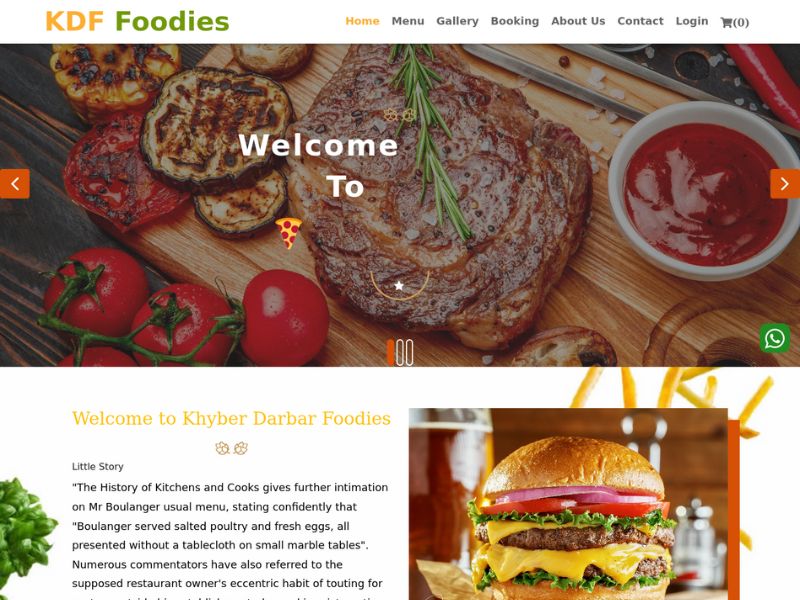 KDF Foodies
Home Menu Gallery Booking About Us Contact Login (0)
Welcome
To
Welcome to Khyber Darbar Foodies
Little Story
"The History of Kitchens and Cooks gives further intimation
on Mr Boulanger usual menu, stating confidently that
"Boulanger served salted poultry and fresh eggs, all
presented without a tablecloth on small marble tables".
Numerous commentators have also referred to the
supposed restaurant owner's eccentric habit of touting for